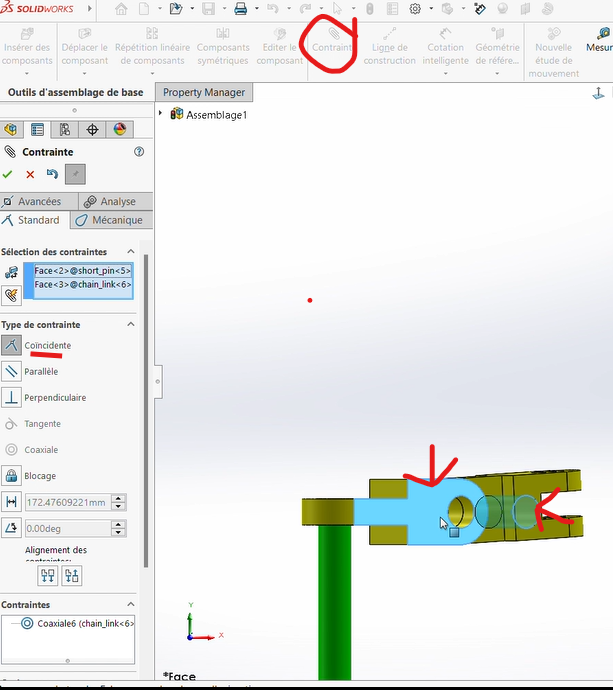 SOLIDWORKS
Insérer des composants
Déplacer le composant
Répétition linéaire de composants
Composants symétriques
Editer le composant
Contrainte
Ligne de construction
Cotation intelligente
Géométrie de référe...
Nouvelle étude de mouvement
Mesur
Outils d'assemblage de base
Property Manager
Assemblage1
Contrainte
Avancées
Analyse
Standard
Mécanique
Sélection des contraintes
Face<2>@short_pin<5>
Face<3>@chain_link<6>
Type de contrainte
Coïncidente
Parallèle
Perpendiculaire
Tangente
Coaxiale
Blocage
172.47609221mm
0.00deg
Alignement des
contraintes:
Contraintes
Coaxiale6 (chain_link<6>
Y
X
*Face